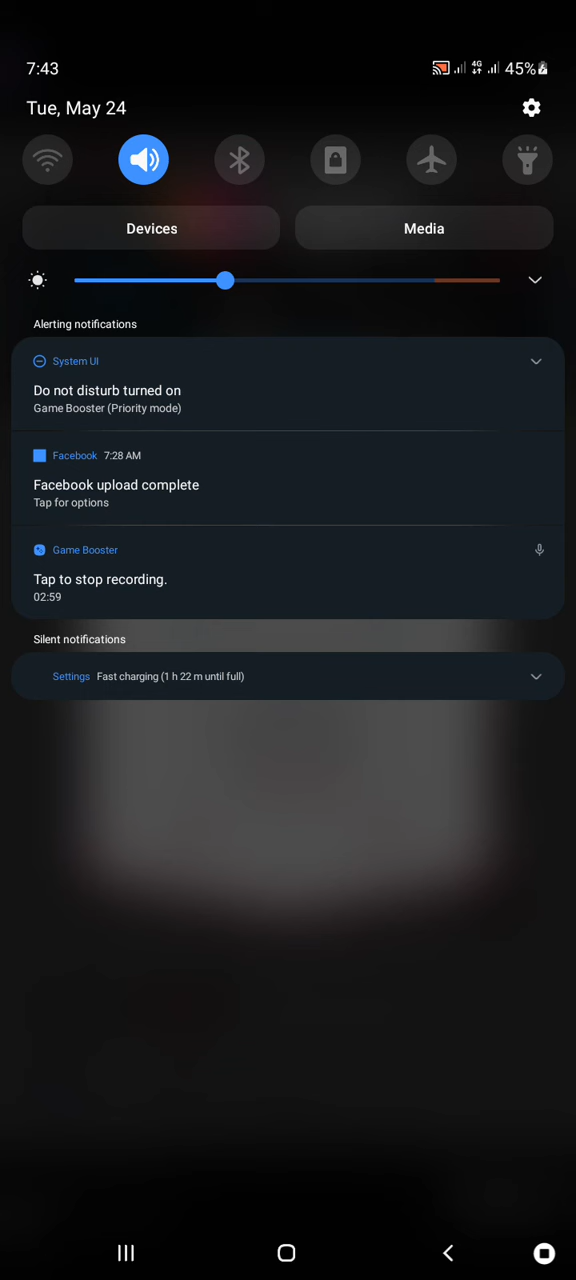 7:43
4G
45%
Tue, May 24
Devices
Media
Alerting notifications
System UI
Do not disturb turned on
Game Booster (Priority mode)
Facebook 7:28 AM
Facebook upload complete
Tap for options
Game Booster
Tap to stop recording.
02:59
Silent notifications
Settings Fast charging (1 h 22 m until full)